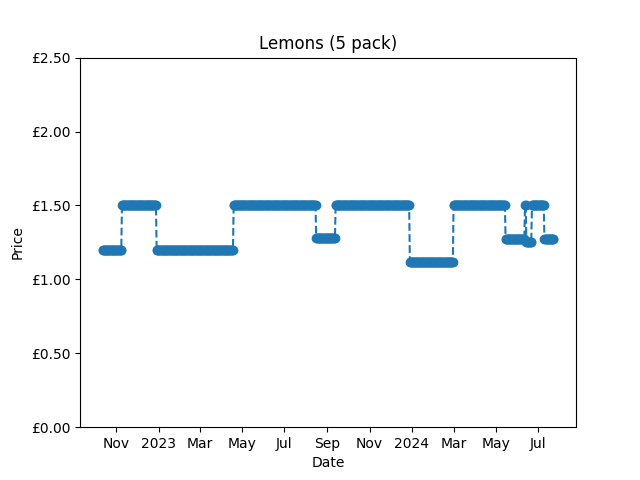 Lemons (5 pack)
£2.50
£2.00
£1.50
£1.00
£0.50
£0.00
Price
Nov 2023 Mar May Jul Sep Nov 2024 Mar May Jul
Date